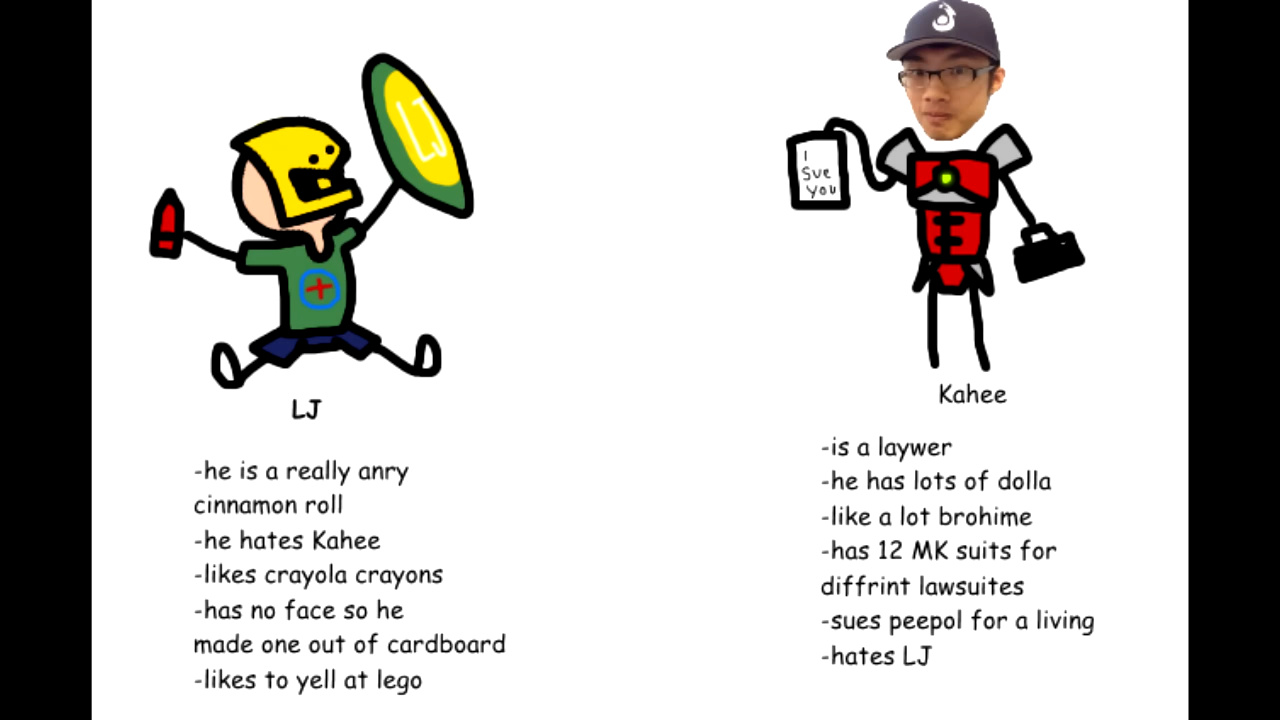 LJ
I
Sue
You
LJ
-he is a really anry
cinnamon roll
-he hates Kahee
-likes crayola crayons
-has no face so he
made one out of cardboard
-likes to yell at lego
Kahee
-is a laywer
-he has lots of dolla
-like a lot brohime
-has 12 MK suits for
diffrint lawsuites
-sues peepol for a living
-hates LJ